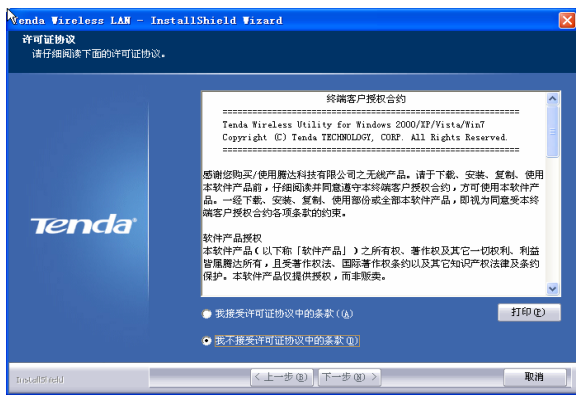 Tenda Wireless LAN - InstallShield Wizard
许可证协议
请仔细阅读下面的许可证协议。
终端客户授权合约
================================================================
Tenda Wireless Utility for Windows 2000/XP/Vista/Win7
Copyright (C) Tenda TECHNOLOGY, CORP. All Rights Reserved.
================================================================
感谢您购买/使用腾达科技有限公司之无线产品。请于下载、安装、复制、使用
本软件产品前，仔细阅读并同意遵守本终端客户授权合约，方可使用本软件产
品。一经下载、安装、复制、使用部份或全部本软件产品，即视为同意受本终
端客户授权合约各项条款的约束。
软件产品授权
本软件产品（以下称「软件产品」）之所有权、著作权及其它一切权利、利益
皆属腾达所有，且受著作权法、国际著作权条约以及其它知识产权法律及条约
保护。本软件产品仅提供授权，而非贩卖。
Tenda
我接受许可证协议中的条款((A)
打印(P)
我不接受许可证协议中的条款(D)
InstallShield
< 上一步(B)
下一步(N) >
取消